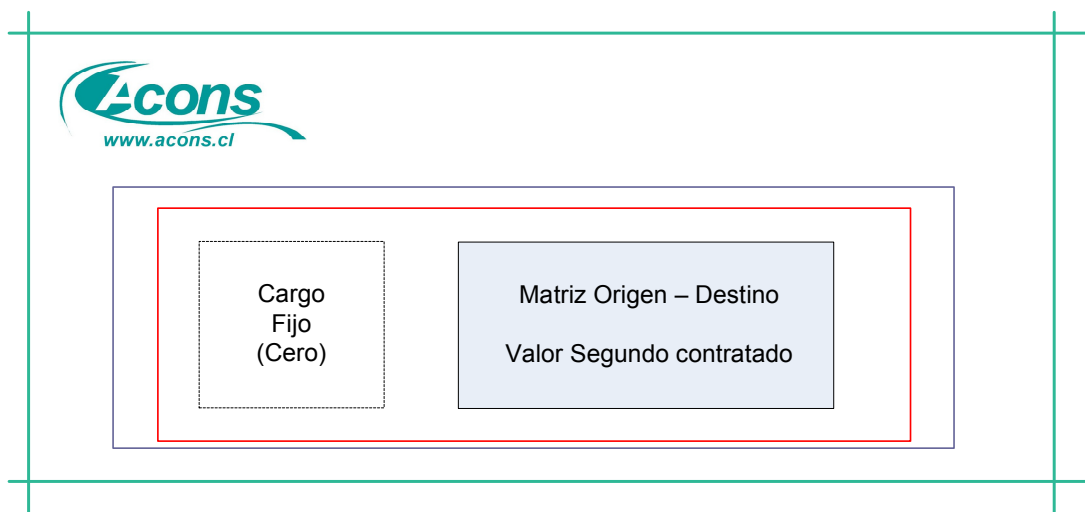 Acons
www.acons.cl
Cargo
Fijo
(Cero)
Matriz Origen – Destino
Valor Segundo contratado